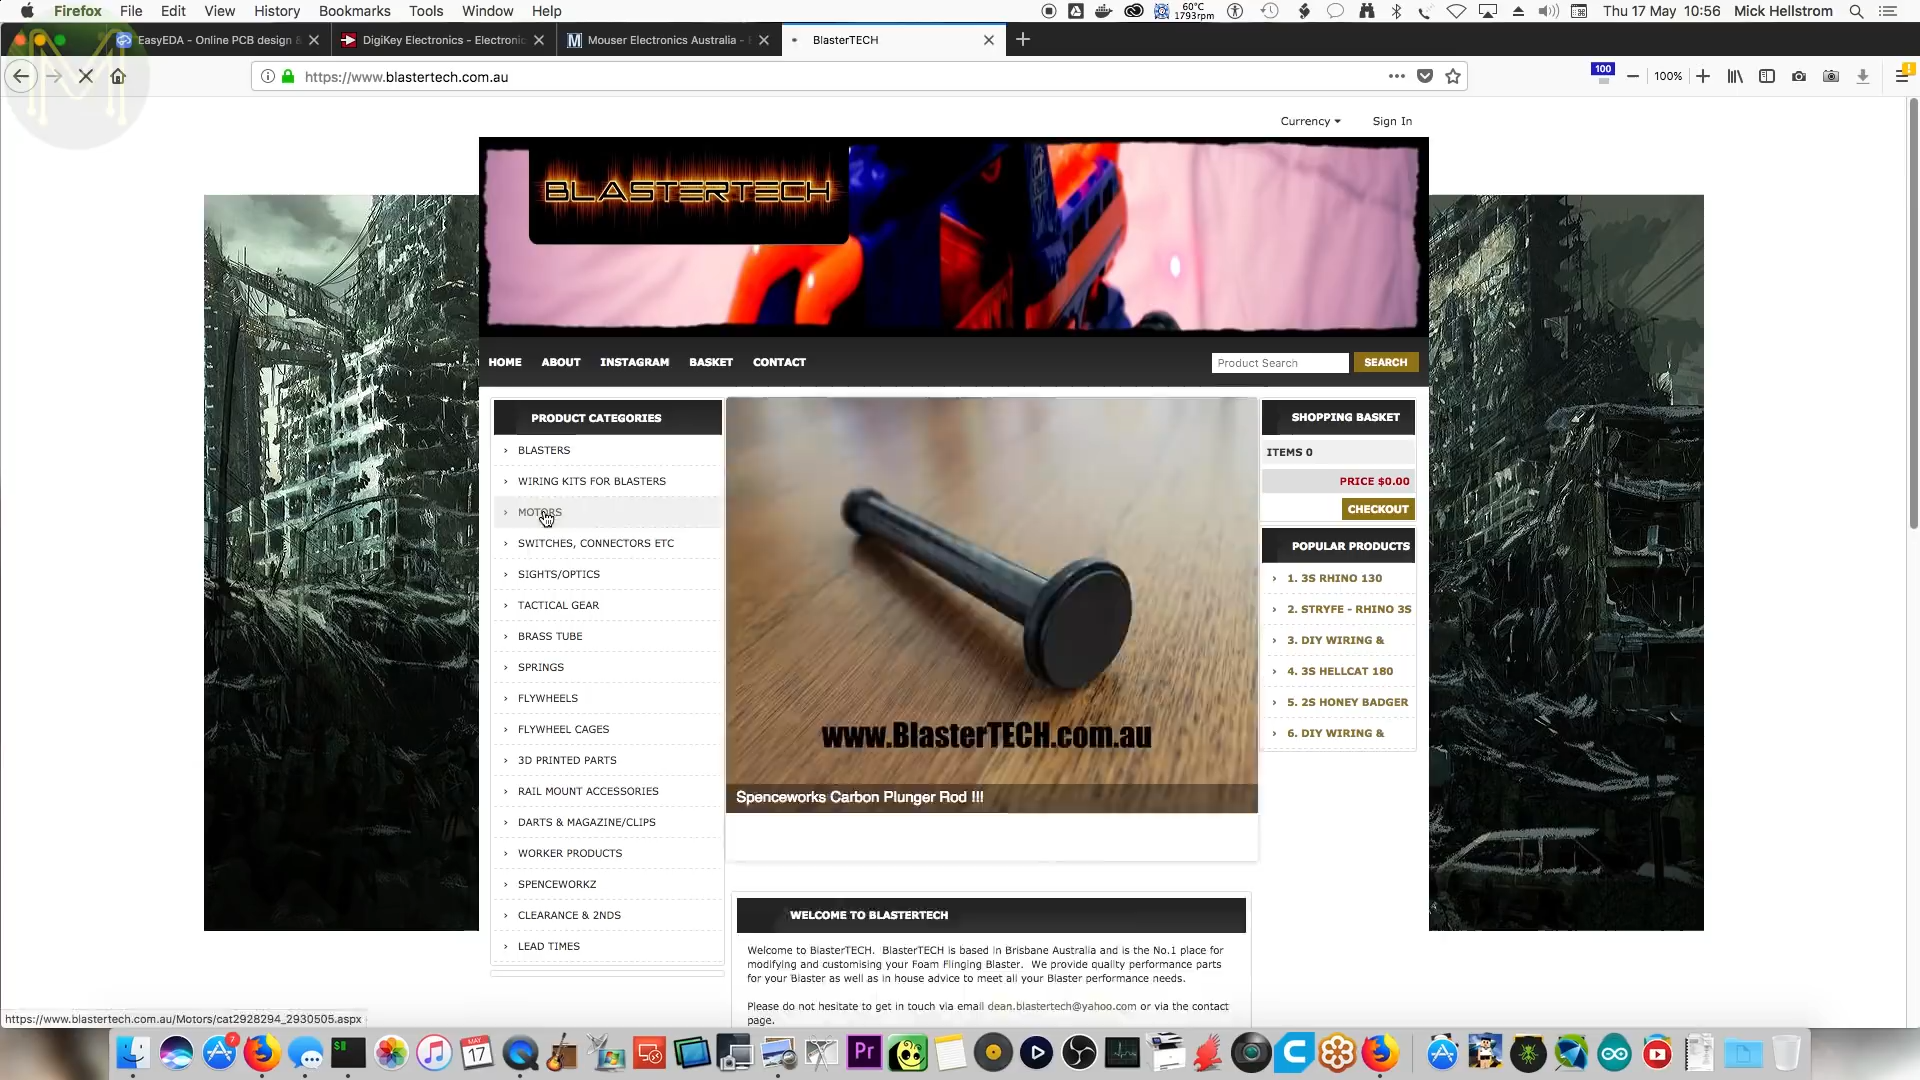 Firefox File Edit View History Bookmarks Tools Window Help
60°C
1793rpm
Thu 17 May 10:56 Mick Hellstrom
EasyEDA - Online PCB design &
DigiKey Electronics - Electronic
Mouser Electronics Australia - E
BlasterTECH
https://www.blastertech.com.au
100
100%
Currency
Sign In
BLASTERTECH
HOME ABOUT INSTAGRAM BASKET CONTACT
Product Search
SEARCH
PRODUCT CATEGORIES
BLASTERS
WIRING KITS FOR BLASTERS
MOTORS
SWITCHES, CONNECTORS ETC
SIGHTS/OPTICS
TACTICAL GEAR
BRASS TUBE
SPRINGS
FLYWHEELS
FLYWHEEL CAGES
3D PRINTED PARTS
RAIL MOUNT ACCESSORIES
DARTS & MAGAZINE/CLIPS
WORKER PRODUCTS
SPENCEWORKZ
CLEARANCE & 2NDS
LEAD TIMES
www.BlasterTECH.com.au
Spenceworks Carbon Plunger Rod !!!
WELCOME TO BLASTERTECH
Welcome to BlasterTECH. BlasterTECH is based in Brisbane Australia and is the No.1 place for
modifying and customising your Foam Flinging Blaster. We provide quality performance parts
for your Blaster as well as in house advice to meet all your Blaster performance needs.
Please do not hesitate to get in touch via email dean.blastertech@yahoo.com or via the contact
page.
SHOPPING BASKET
ITEMS 0
PRICE $0.00
CHECKOUT
POPULAR PRODUCTS
1. 3S RHINO 130
2. STRYFE - RHINO 3S
3. DIY WIRING &
4. 3S HELLCAT 180
5. 2S HONEY BADGER
6. DIY WIRING &
https://www.blastertech.com.au/Motors/cat2928294_2930505.aspx
7
MAY
17
Pr